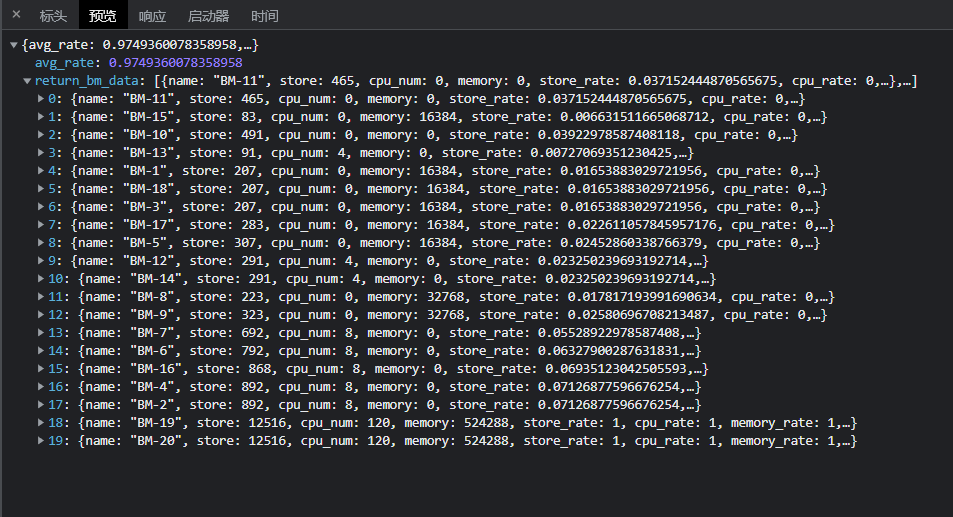 × 标头 预览 响应 启动器 时间
▼{avg_rate: 0.9749360078358958,…}
avg_rate: 0.9749360078358958
▼return_bm_data: [{name: "BM-11", store: 465, cpu_num: 0, memory: 0, store_rate: 0.037152444870565675, cpu_rate: 0,…},…]
▶0: {name: "BM-11", store: 465, cpu_num: 0, memory: 0, store_rate: 0.037152444870565675, cpu_rate: 0,…}
▶1: {name: "BM-15", store: 83, cpu_num: 0, memory: 16384, store_rate: 0.006631511665068712, cpu_rate: 0,…}
▶2: {name: "BM-10", store: 491, cpu_num: 0, memory: 0, store_rate: 0.03922978587408118, cpu_rate: 0,…}
▶3: {name: "BM-13", store: 91, cpu_num: 4, memory: 0, store_rate: 0.00727069351230425,…}
▶4: {name: "BM-1", store: 207, cpu_num: 0, memory: 16384, store_rate: 0.01653883029721956, cpu_rate: 0,…}
▶5: {name: "BM-18", store: 207, cpu_num: 0, memory: 16384, store_rate: 0.01653883029721956, cpu_rate: 0,…}
▶6: {name: "BM-3", store: 207, cpu_num: 0, memory: 16384, store_rate: 0.01653883029721956, cpu_rate: 0,…}
▶7: {name: "BM-17", store: 283, cpu_num: 0, memory: 16384, store_rate: 0.022611057845957176, cpu_rate: 0,…}
▶8: {name: "BM-5", store: 307, cpu_num: 0, memory: 16384, store_rate: 0.02452860338766379, cpu_rate: 0,…}
▶9: {name: "BM-12", store: 291, cpu_num: 4, memory: 0, store_rate: 0.023250239693192714,…}
▶10: {name: "BM-14", store: 291, cpu_num: 4, memory: 0, store_rate: 0.023250239693192714,…}
▶11: {name: "BM-8", store: 223, cpu_num: 0, memory: 32768, store_rate: 0.017817193991690634, cpu_rate: 0,…}
▶12: {name: "BM-9", store: 323, cpu_num: 0, memory: 32768, store_rate: 0.02580696708213487, cpu_rate: 0,…}
▶13: {name: "BM-7", store: 692, cpu_num: 8, memory: 0, store_rate: 0.05528922978587408,…}
▶14: {name: "BM-6", store: 792, cpu_num: 8, memory: 0, store_rate: 0.06327900287631831,…}
▶15: {name: "BM-16", store: 868, cpu_num: 8, memory: 0, store_rate: 0.06935123042505593,…}
▶16: {name: "BM-4", store: 892, cpu_num: 8, memory: 0, store_rate: 0.07126877596676254,…}
▶17: {name: "BM-2", store: 892, cpu_num: 8, memory: 0, store_rate: 0.07126877596676254,…}
▶18: {name: "BM-19", store: 12516, cpu_num: 120, memory: 524288, store_rate: 1, cpu_rate: 1, memory_rate: 1,…}
▶19: {name: "BM-20", store: 12516, cpu_num: 120, memory: 524288, store_rate: 1, cpu_rate: 1, memory_rate: 1,…}